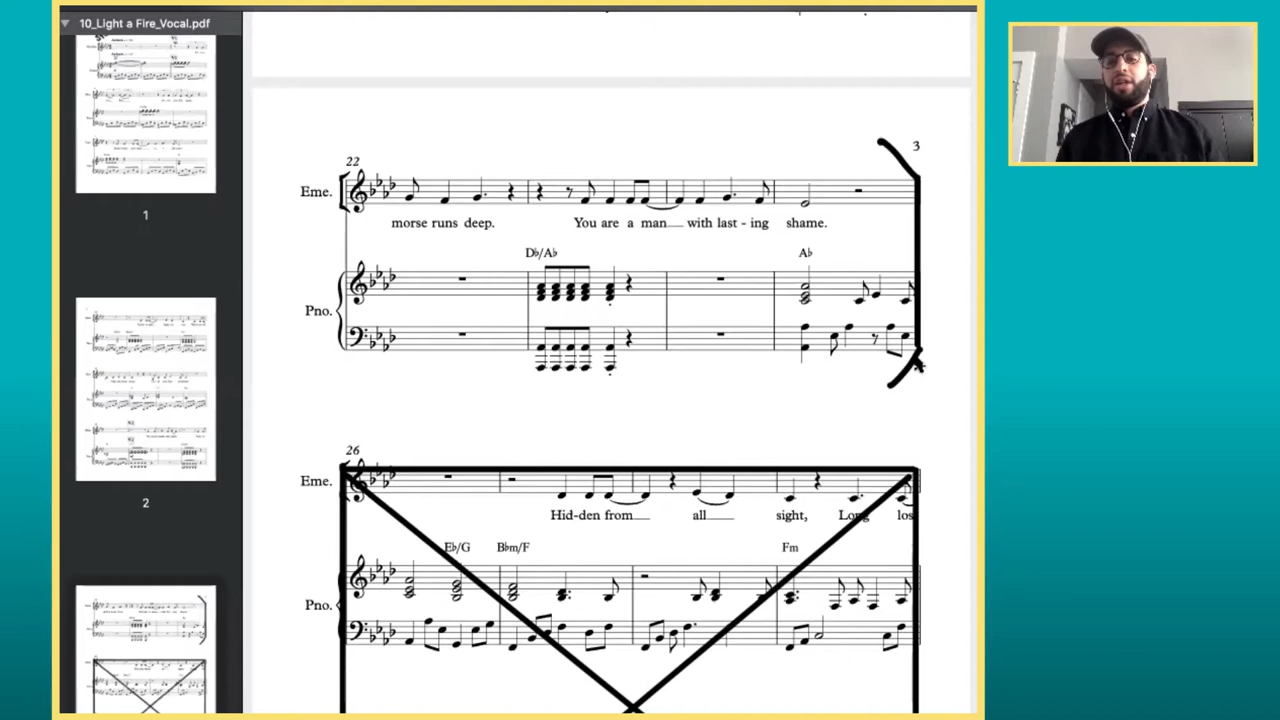 10_Light a Fire_Vocal.pdf
1
2
3
22
Eme.
morse runs deep. You are a man with last - ing shame.
Db/Ab Ab
Pno.
26
Eme.
Hid-den from all sight, Long los
Eb/G Bbm/F Fm
Pno.